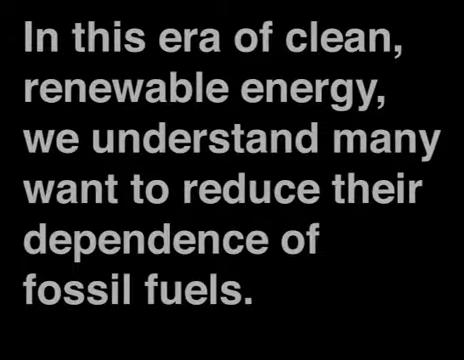 In this era of clean,
renewable energy,
we understand many
want to reduce their
dependence of
fossil fuels.